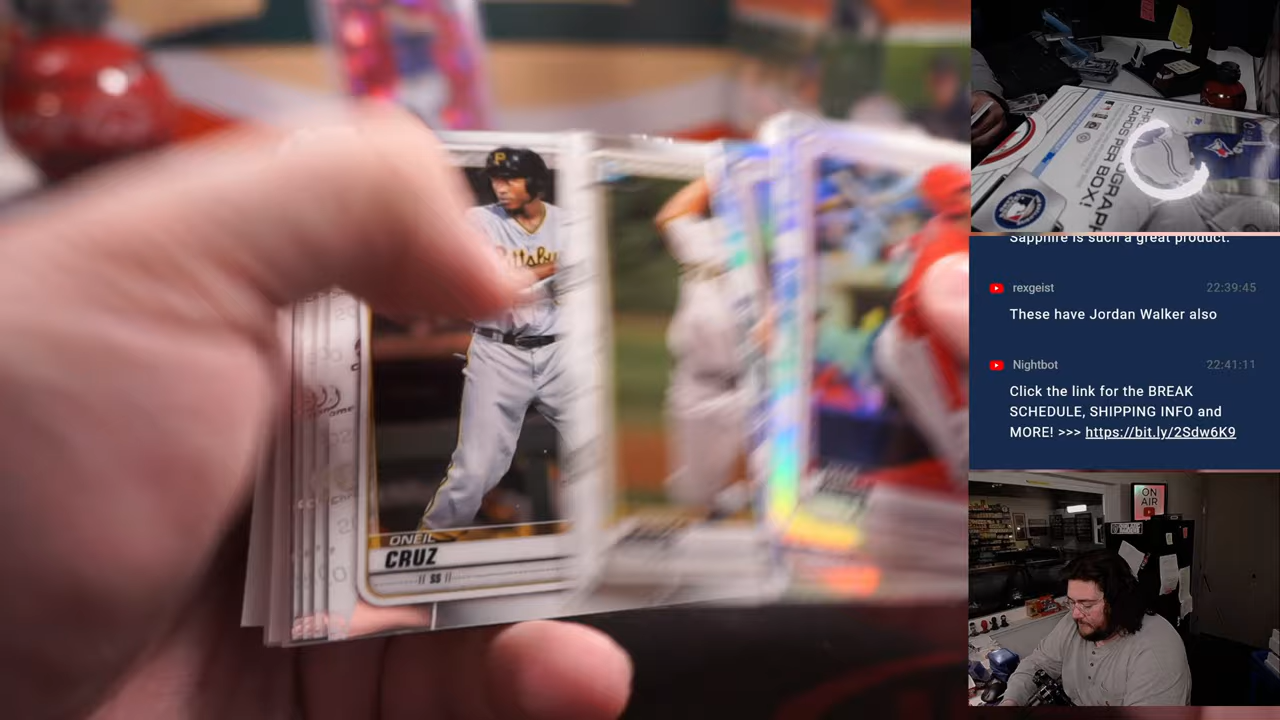 Pittsbu
ONEIL
CRUZ
SS
CARDS PER BOX!
Sapphire is such a great product.
rexgeist 22:39:45
These have Jordan Walker also
Nightbot 22:41:11
Click the link for the BREAK
SCHEDULE, SHIPPING INFO and
MORE! >>> https://bit.ly/2Sdw6K9
ON
AIR